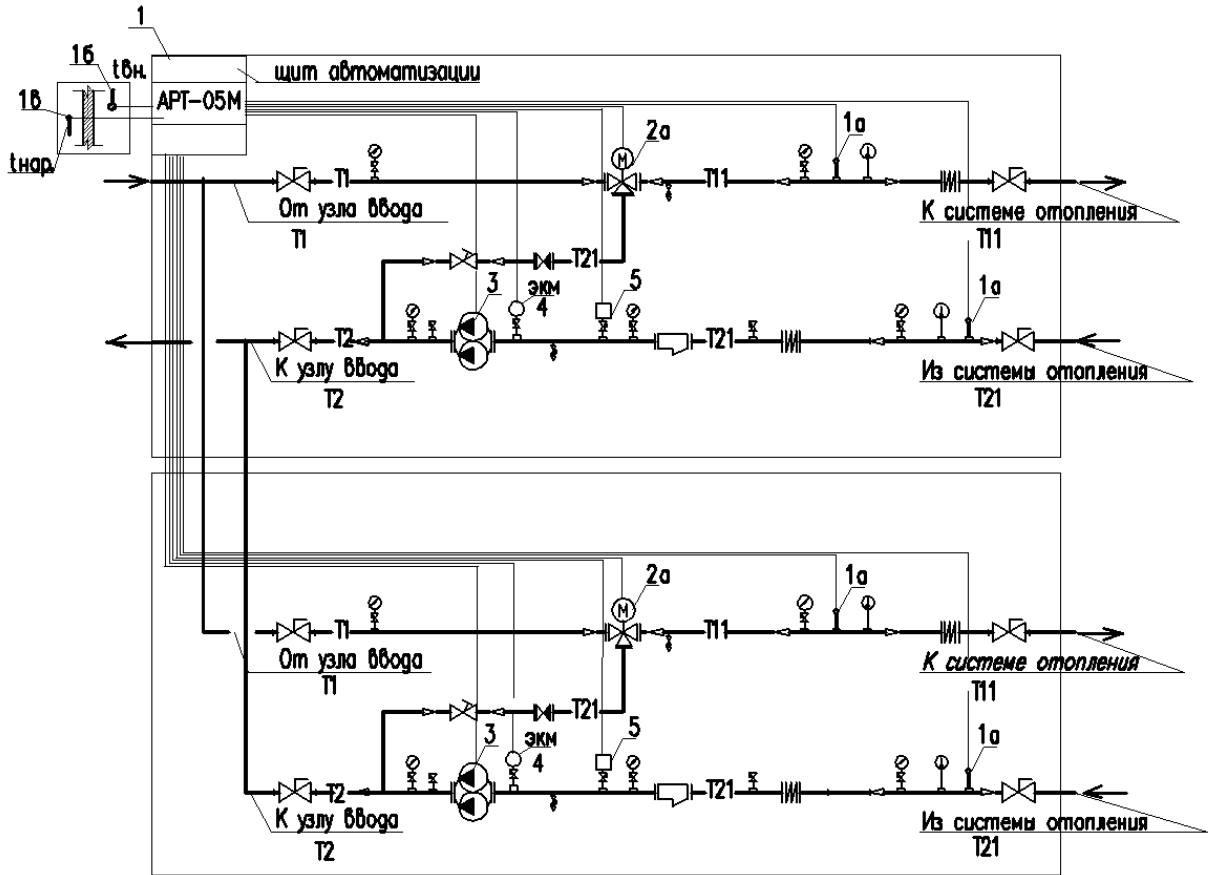 1
1б
tвн.
щит автоматизации
1в
АРТ-05М
tнар.
2а
1а
М
Т1
Т11
От узла ввода
Т1
К системе отопления
Т11
Т21
3
экм
4
5
1а
Т2
Т21
К узлу ввода
Т2
Из системы отопления
Т21
2а
1а
М
Т1
Т11
От узла ввода
Т1
К системе отопления
Т11
Т21
3
экм
4
5
1а
Т2
Т21
К узлу ввода
Т2
Из системы отопления
Т21